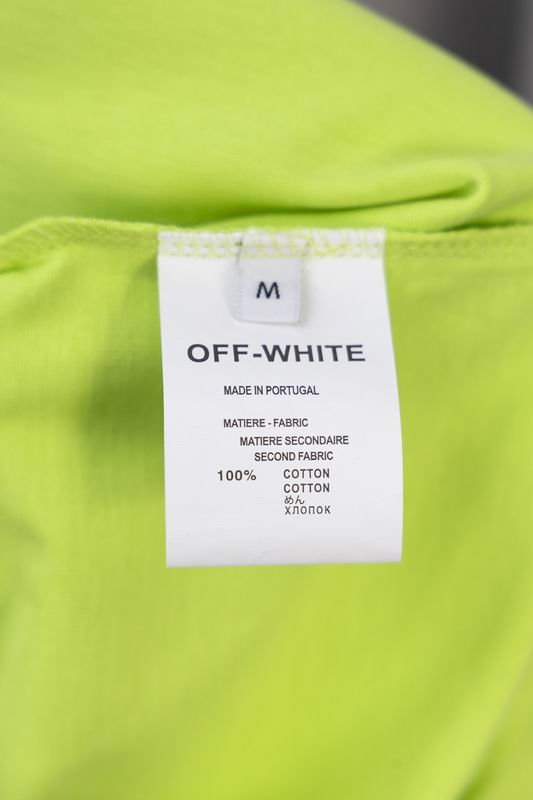 M
OFF-WHITE
MADE IN PORTUGAL
MATIERE - FABRIC
MATIERE SECONDAIRE
SECOND FABRIC
100% COTTON
COTTON
めん
ХЛОПОК